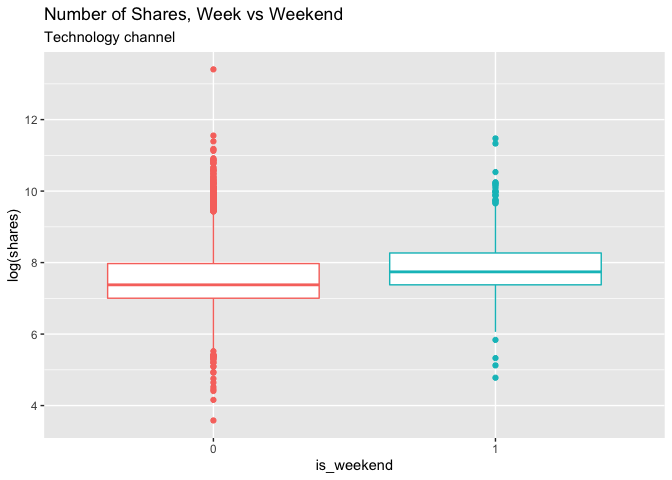 Number of Shares, Week vs Weekend
Technology channel
12
10
8
6
4
log(shares)
0 1
is_weekend